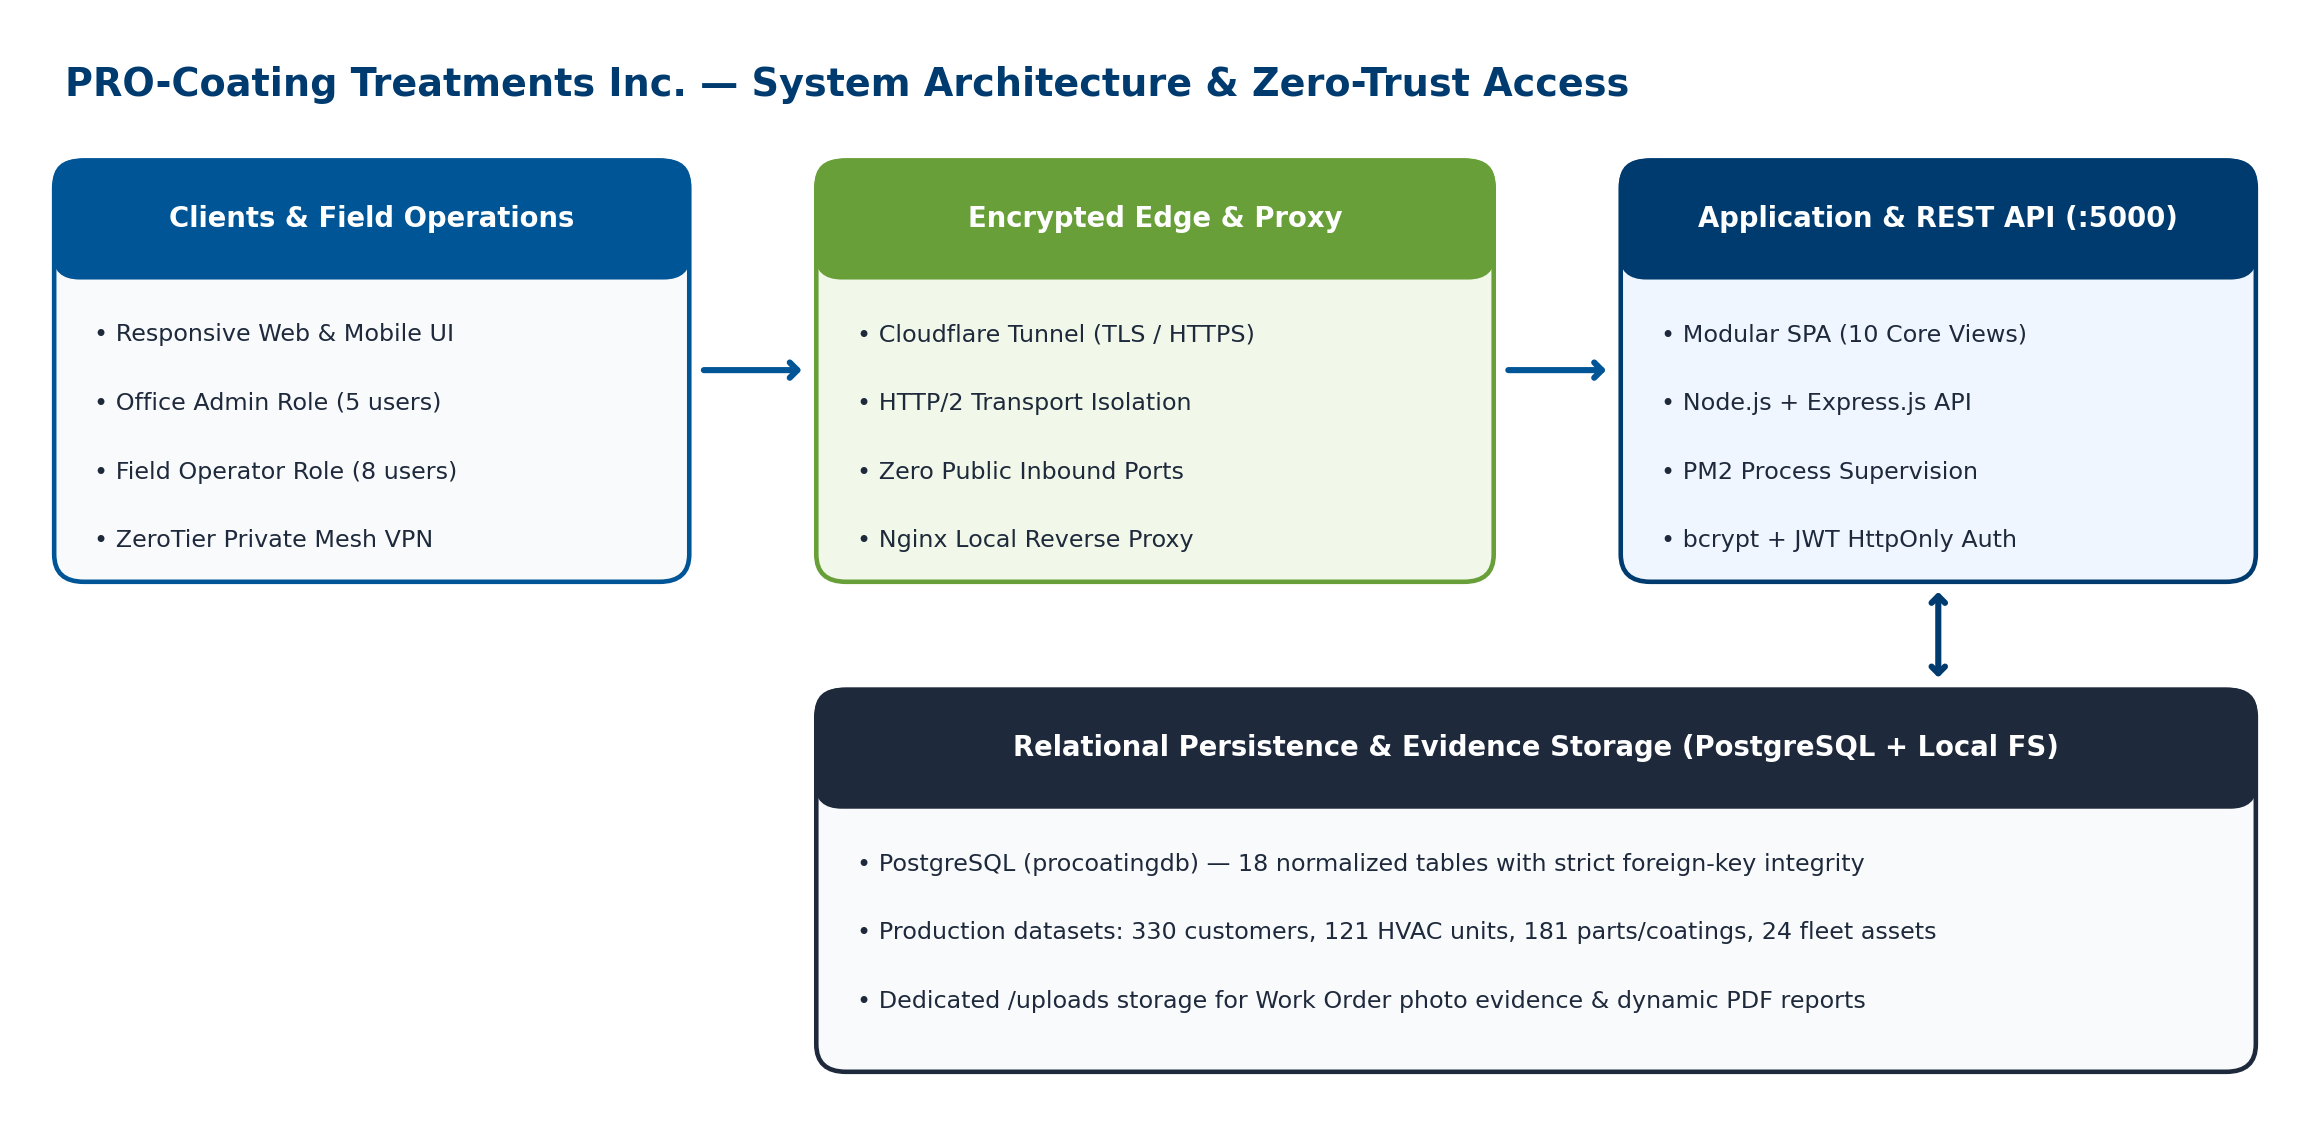 PRO-Coating Treatments Inc. — System Architecture & Zero-Trust Access
Clients & Field Operations
• Responsive Web & Mobile UI
• Office Admin Role (5 users)
• Field Operator Role (8 users)
• ZeroTier Private Mesh VPN
Encrypted Edge & Proxy
• Cloudflare Tunnel (TLS / HTTPS)
• HTTP/2 Transport Isolation
• Zero Public Inbound Ports
• Nginx Local Reverse Proxy
Application & REST API (:5000)
• Modular SPA (10 Core Views)
• Node.js + Express.js API
• PM2 Process Supervision
• bcrypt + JWT HttpOnly Auth
Relational Persistence & Evidence Storage (PostgreSQL + Local FS)
• PostgreSQL (procoatingdb) — 18 normalized tables with strict foreign-key integrity
• Production datasets: 330 customers, 121 HVAC units, 181 parts/coatings, 24 fleet assets
• Dedicated /uploads storage for Work Order photo evidence & dynamic PDF reports